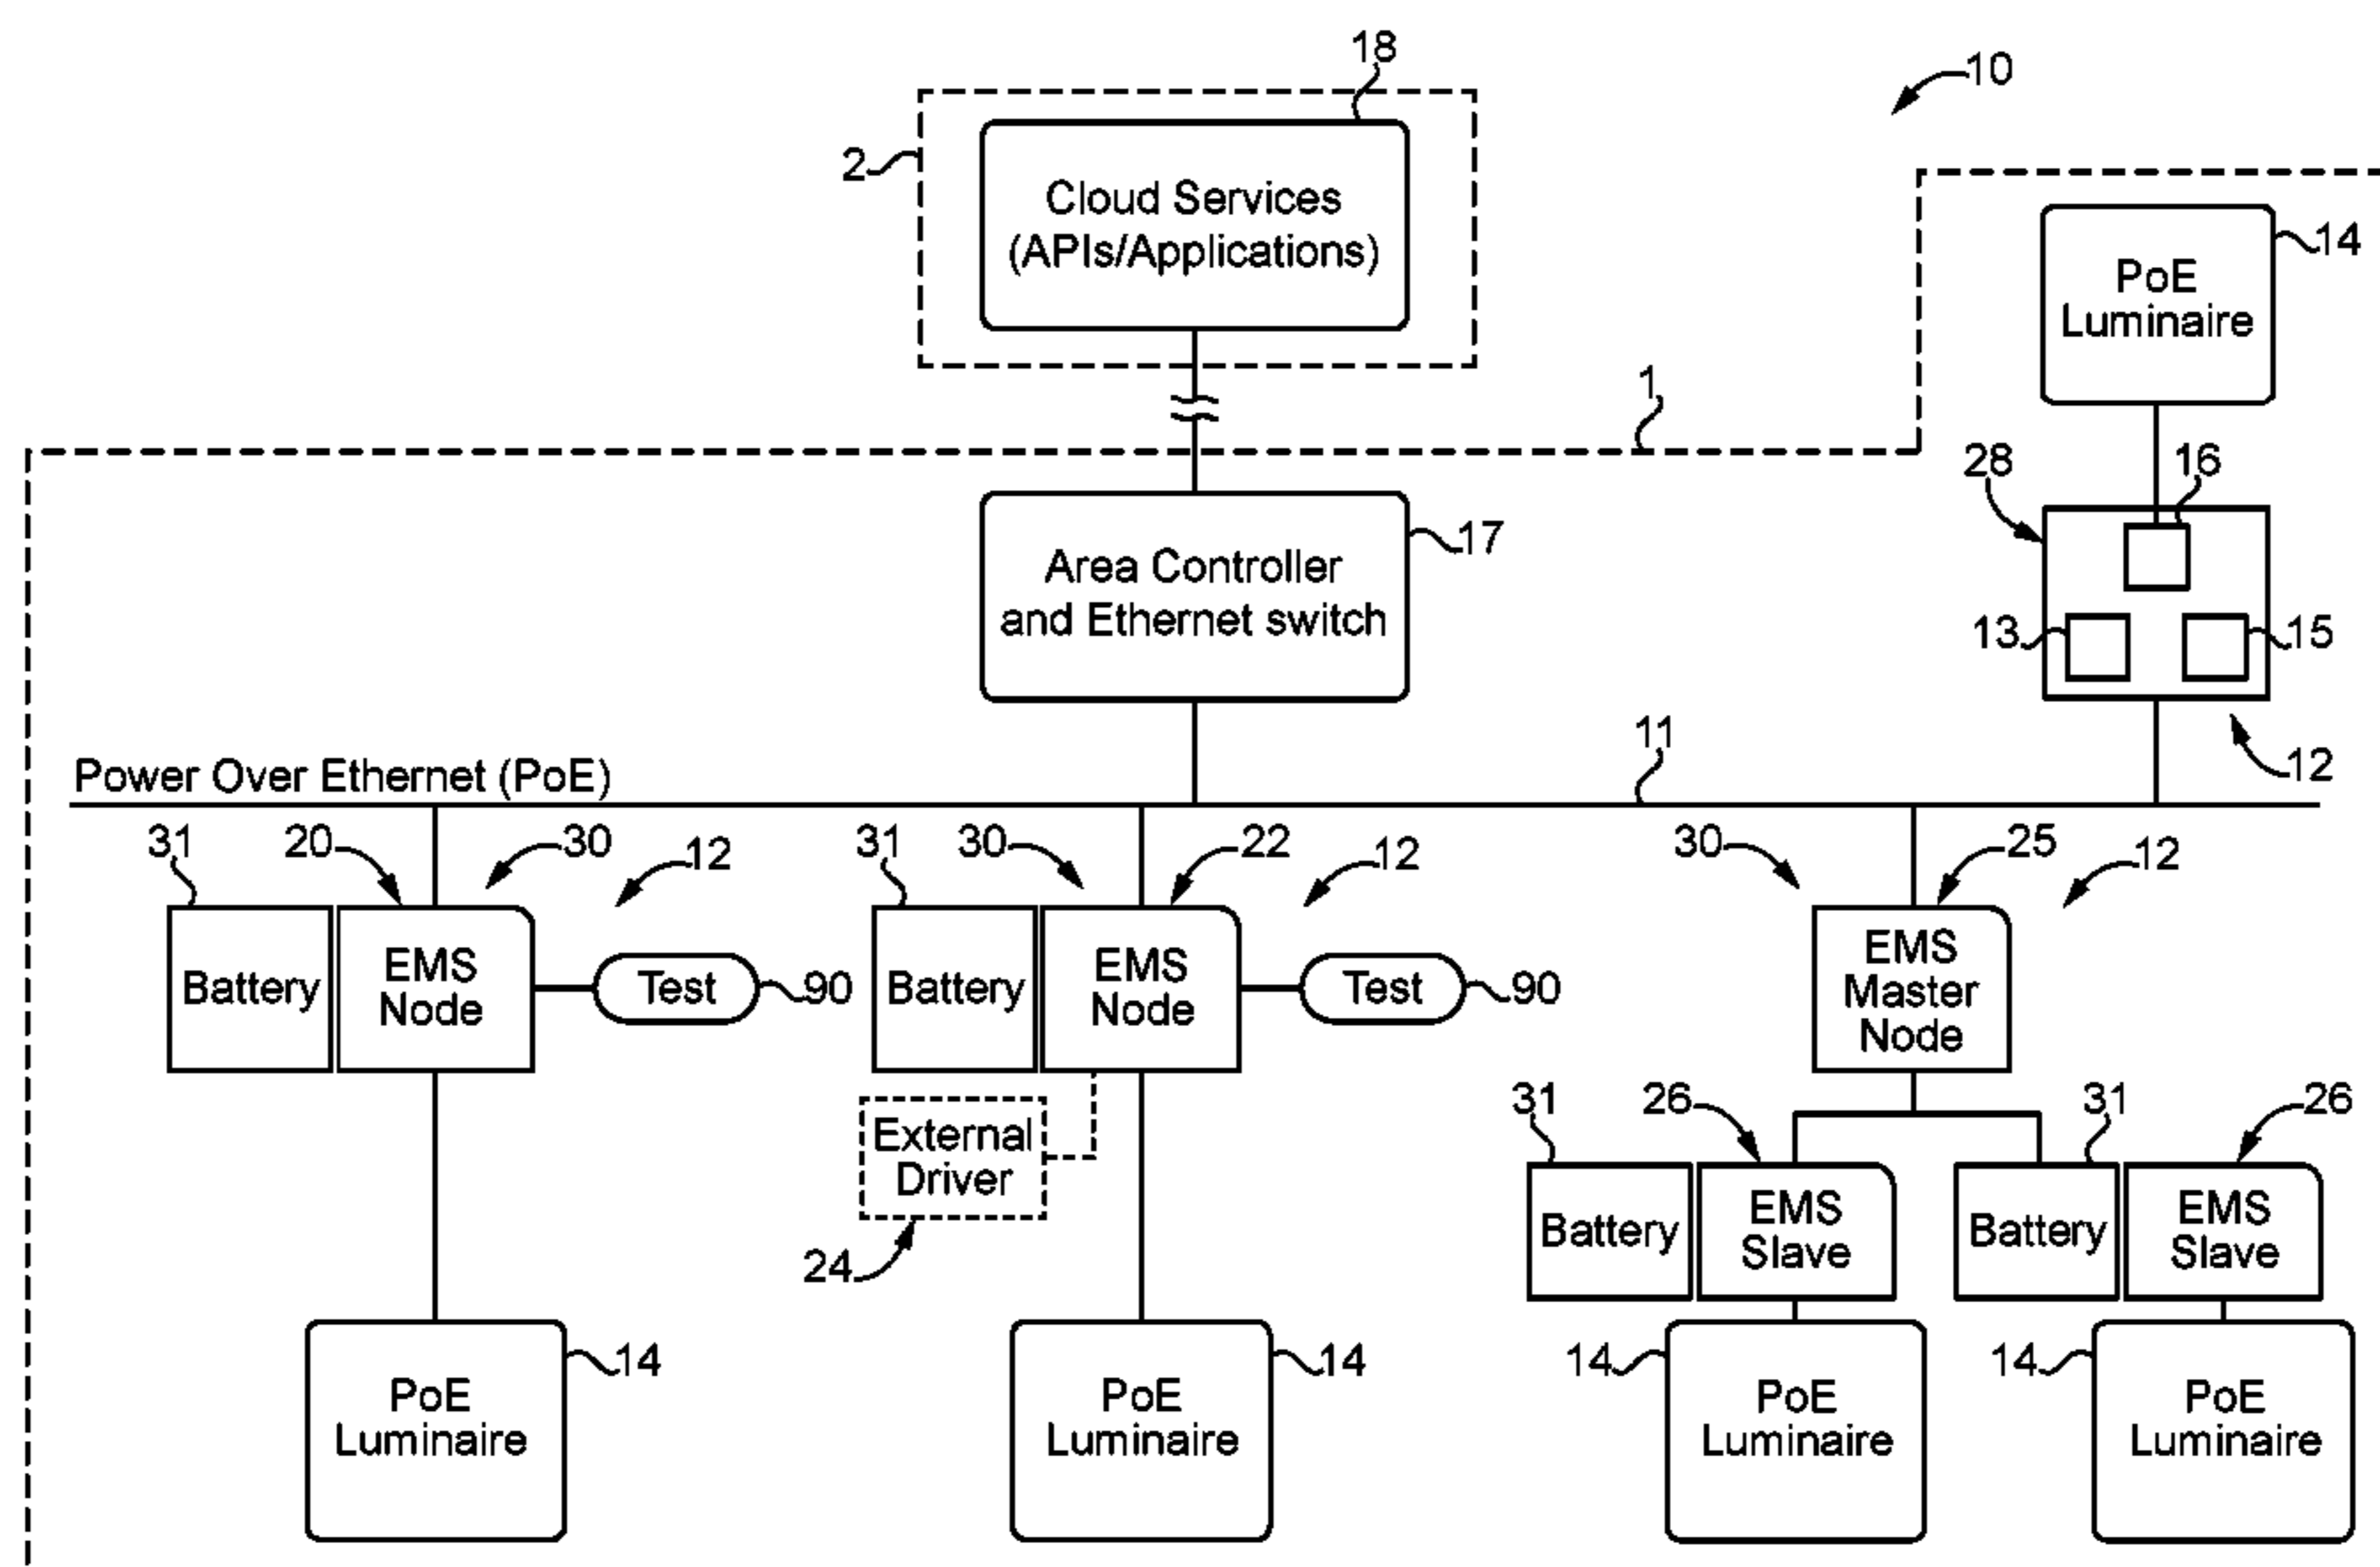 18
10
2
Cloud Services
(APIs/Applications)
14
PoE
Luminaire
1
28
16
17
Area Controller
and Ethernet switch
13
15
11
12
Power Over Ethernet (PoE)
31
20
30
12
31
30
22
12
30
25
12
Battery
EMS
Node
Test
90
Battery
EMS
Node
Test
90
EMS
Master
Node
External
Driver
24
31
26
31
26
Battery
EMS
Slave
Battery
EMS
Slave
14
PoE
Luminaire
14
PoE
Luminaire
14
PoE
Luminaire
14
PoE
Luminaire